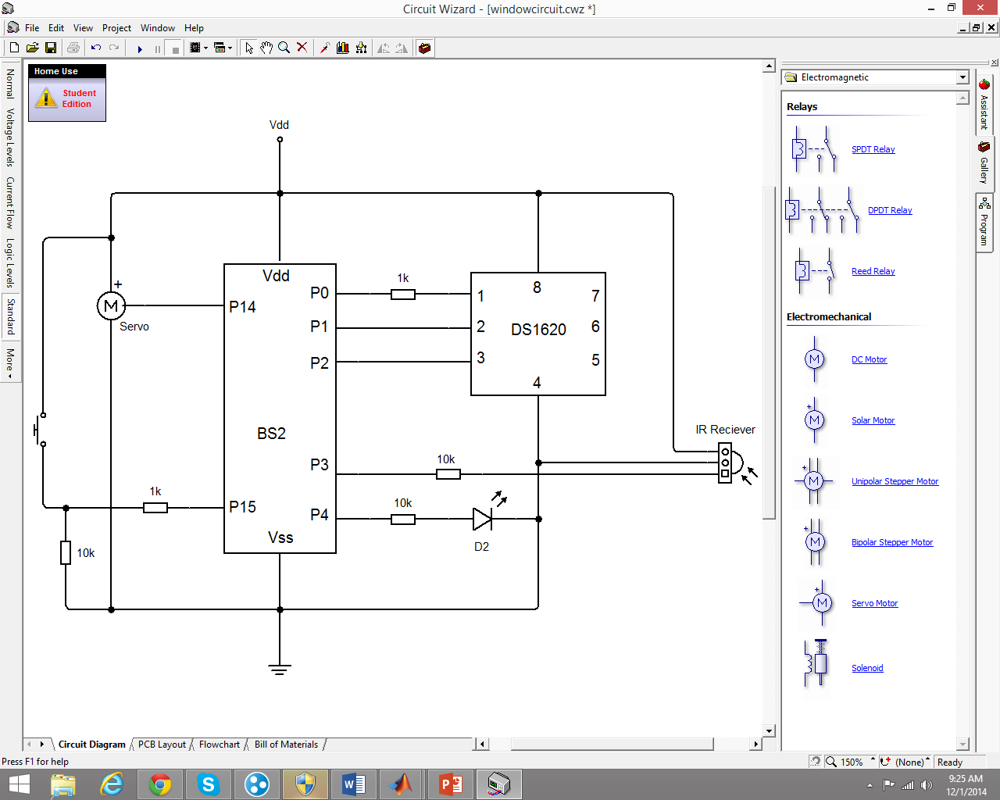 Circuit Wizard - [windowcircuit.cwz *]
File Edit View Project Window Help
Normal
Voltage Levels
Current Flow
Logic Levels
Standard
More
Home Use
Student
Edition
Vdd
+
M
Servo
Vdd
P14
P0
P1
P2
BS2
P3
P15
P4
Vss
1k
1
2
3
8
DS1620
4
7
6
5
IR Reciever
10k
10k
D2
1k
10k
Circuit Diagram PCB Layout Flowchart Bill of Materials
Electromagnetic
Relays
SPDT Relay
DPDT Relay
Reed Relay
Electromechanical
M DC Motor
+ M Solar Motor
+ M Unipolar Stepper Motor
+ M Bipolar Stepper Motor
+ M Servo Motor
Solenoid
Assistant
Gallery
Program
Press F1 for help
150% (None) Ready
9:25 AM
12/1/2014